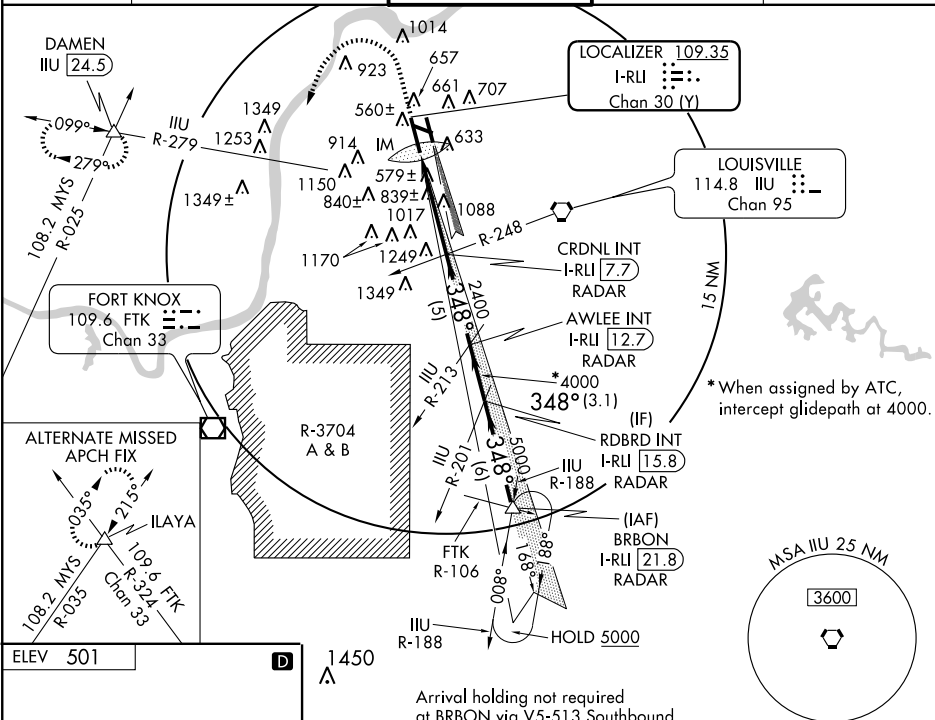 1014
DAMEN
IIU 24.5
923
657
661
707
LOCALIZER 109.35
I-RLI
Chan 30 (Y)
560±
1349
1253
IIU
R-279
099°
279°
914
IM
633
1150
579±
839±
840±
1349±
LOUISVILLE
114.8 IIU
Chan 95
1088
R-248
1017
1170
1249
1349
108.2 MYS
R-025
CRDNL INT
I-RLI 7.7
RADAR
2400
348°
(5)
15 NM
FORT KNOX
109.6 FTK
Chan 33
AWLEE INT
I-RLI 12.7
RADAR
IIU
R-213
*4000
348° (3.1)
* When assigned by ATC,
intercept glidepath at 4000.
R-3704
A & B
(IF)
RDBRD INT
I-RLI 15.8
RADAR
IIU
R-201
348°
(6)
5000
IIU
R-188
ALTERNATE MISSED
APCH FIX
035°
215°
ILAYA
108.2 MYS
R-035
109.6 FTK
R-324
Chan 33
FTK
R-106
(IAF)
BRBON
I-RLI 21.8
RADAR
008°
168°
IIU
R-188
HOLD 5000
MSA IIU 25 NM
3600
ELEV 501
D
1450
Arrival holding not required
at BRBON via V5-513 Southbound